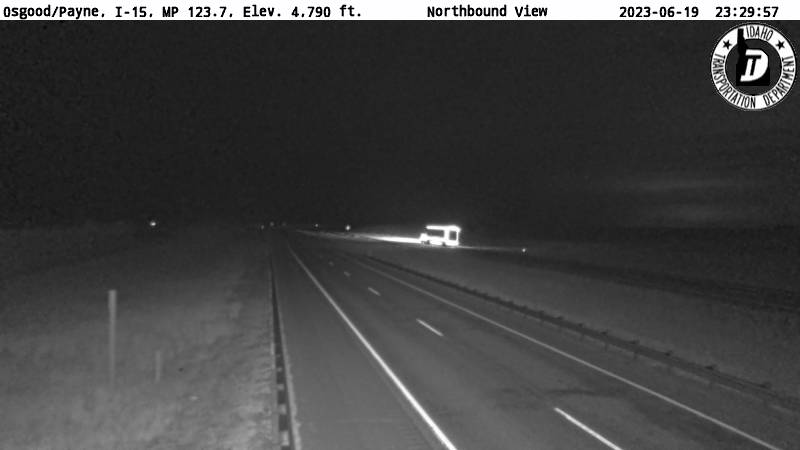 Osgood/Payne, I-15, MP 123.7, Elev. 4,790 ft. Northbound View 2023-06-19 23:29:57
IDAHO
TRANSPORTATION DEPARTMENT